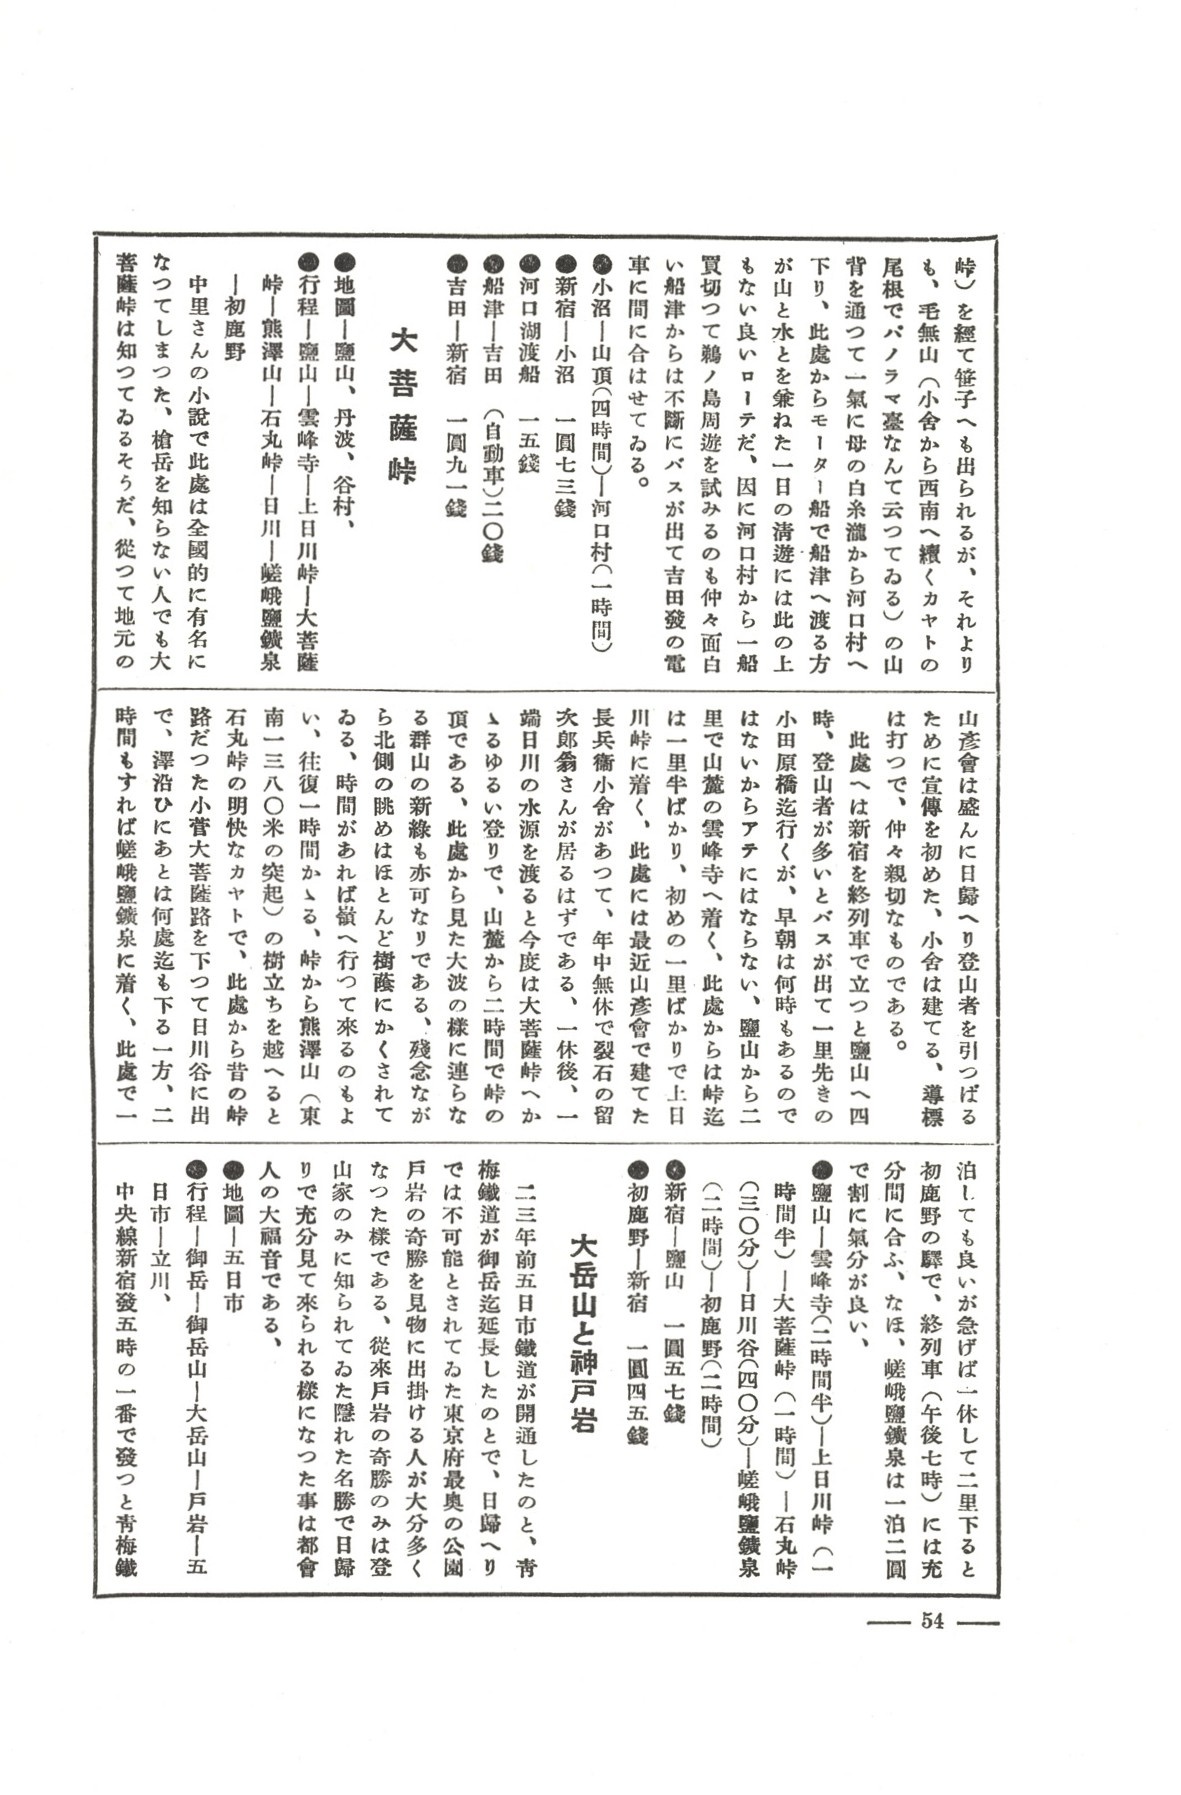 峠）を經て笹子へも出られるが、それより
も、毛無山（小舍から西南へ續くカヤトの
尾根でパノラマ臺なんて云つてゐる）の山
背を通つて一氣に母の白糸瀧から河口村へ
下り、此處からモーター船で船津へ渡る方
が山と水とを兼ねた一日の淸遊には此の上
もない良いローテだ、因に河口村から一船
買切つて鵜ノ島周遊を試みるのも仲々面白
い船津からは不斷にバスが出て吉田發の電
車に間に合はせてゐる。
●小沼―山頂（四時間）―河口村（一時間）
●新宿―小沼　一圓七三錢
●河口湖渡船　一五錢
●船津―吉田　（自動車）二〇錢
●吉田―新宿　一圓九一錢
大菩薩峠
●地圖―鹽山、丹波、谷村、
●行程―鹽山―雲峰寺―上日川峠―大菩薩
峠―熊澤山―石丸峠―日川―嵯峨鹽鑛泉
―初鹿野
中里さんの小說で此處は全國的に有名に
なつてしまつた、槍岳を知らない人でも大
菩薩峠は知つてゐるそうだ、從つて地元の
山彥會は盛んに日歸へり登山者を引つぱる
ために宣傳を初めた、小舍は建てる、導標
は打つで、仲々親切なものである。
此處へは新宿を終列車で立つと鹽山へ四
時、登山者が多いとバスが出て一里先きの
小田原橋迄行くが、早朝は何時もあるので
はないからアテにはならない、鹽山から二
里で山麓の雲峰寺へ着く、此處からは峠迄
は一里半ばかり、初めの一里ばかりで上日
川峠に着く、此處には最近山彥會で建てた
長兵衞小舍があつて、年中無休で裂石の留
次郎翁さんが居るはずである、一休後、一
端日川の水源を渡ると今度は大菩薩峠へか
ゝるゆるい登りで、山麓から二時間で峠の
頂である、此處から見た大波の樣に連らな
る群山の新綠も亦可なりである、殘念なが
ら北側の眺めはほとんど樹蔭にかくされて
ゐる、時間があれば嶺へ行つて來るのもよ
い、往復一時間かゝる、峠から熊澤山（東
南一三八〇米の突起）の樹立ちを越へると
石丸峠の明快なカヤトで、此處から昔の峠
路だつた小菅大菩薩路を下つて日川谷に出
で、澤沿ひにあとは何處迄も下る一方、二
時間もすれば嵯峨鹽鑛泉に着く、此處で一
泊しても良いが急げば一休して二里下ると
初鹿野の驛で、終列車（午後七時）には充
分間に合ふ、なほ、嵯峨鹽鑛泉は一泊二圓
で割に氣分が良い、
●鹽山―雲峰寺（二時間半）―上日川峠（一
時間半）―大菩薩峠（一時間）―石丸峠
（三〇分）―日川谷（四〇分）―嵯峨鹽鑛泉
（二時間）―初鹿野（二時間）
●新宿―鹽山　一圓五七錢
●初鹿野―新宿　一圓四五錢
大岳山と神戸岩
二三年前五日市鐵道が開通したのと、靑
梅鐵道が御岳迄延長したのとで、日歸へり
では不可能とされてゐた東京府最奥の公園
戸岩の奇勝を見物に出掛ける人が大分多く
なつた樣である、從來戸岩の奇勝のみは登
山家のみに知られてゐた隱れた名勝で日歸
りで充分見て來られる樣になつた事は都會
人の大福音である、
●地圖―五日市
●行程―御岳―御岳山―大岳山―戸岩―五
日市―立川、
中央線新宿發五時の一番で發つと靑梅鐵
― 54 ―